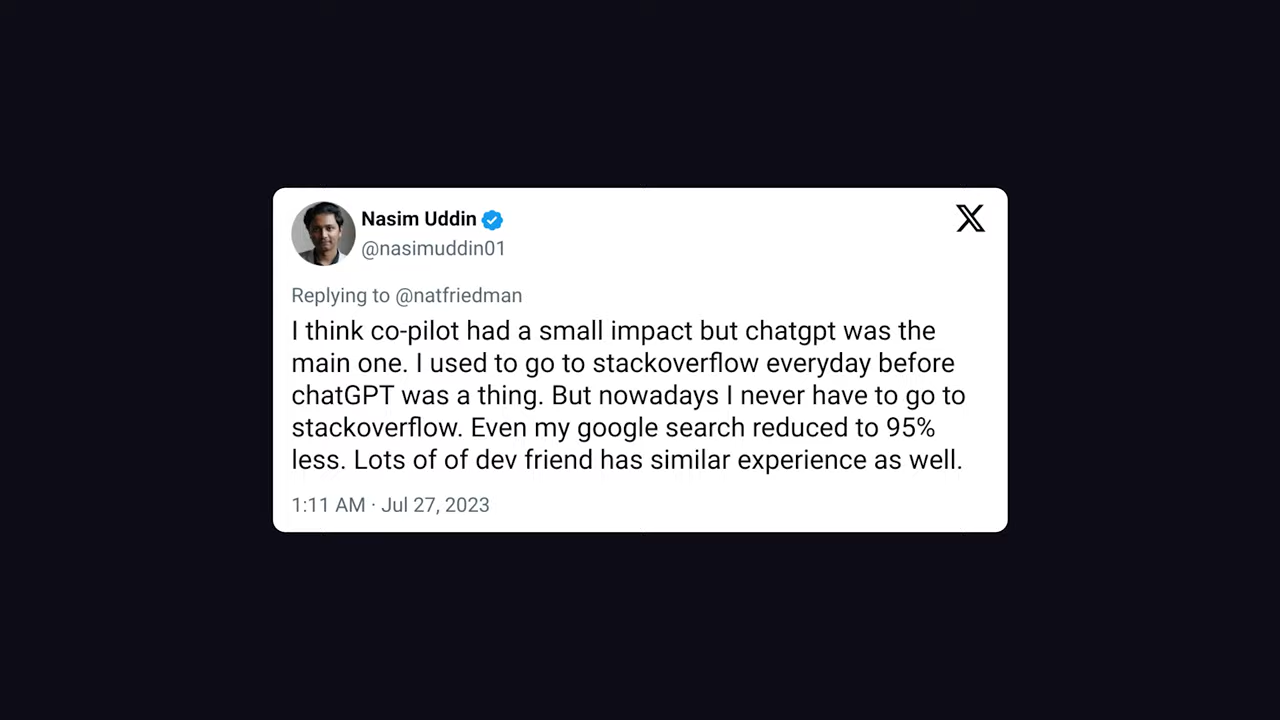 Nasim Uddin
@nasimuddin01
Replying to @natfriedman
I think co-pilot had a small impact but chatgpt was the
main one. I used to go to stackoverflow everyday before
chatGPT was a thing. But nowadays I never have to go to
stackoverflow. Even my google search reduced to 95%
less. Lots of of dev friend has similar experience as well.
1:11 AM · Jul 27, 2023